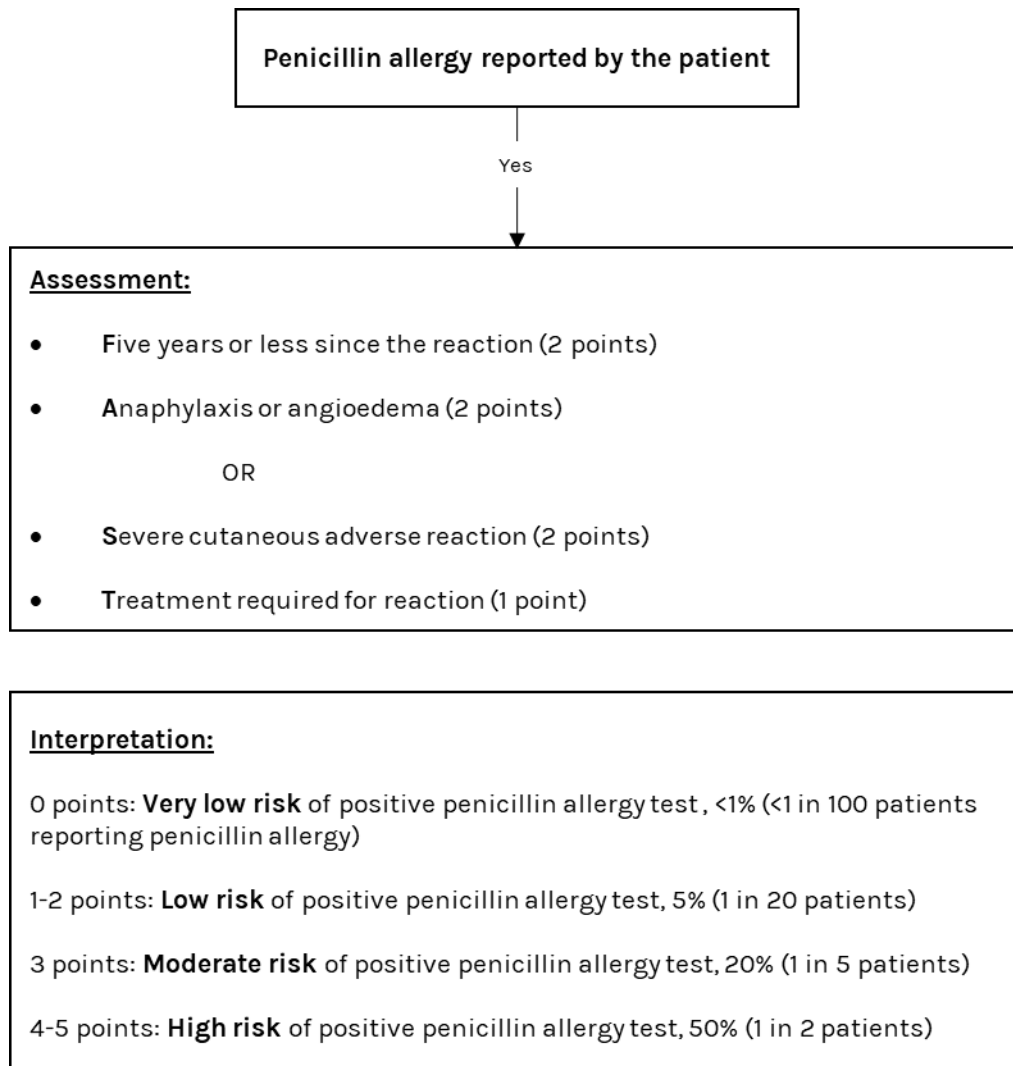 Penicillin allergy reported by the patient
Yes
Assessment:
● Five years or less since the reaction (2 points)
● Anaphylaxis or angioedema (2 points)
OR
● Severe cutaneous adverse reaction (2 points)
● Treatment required for reaction (1 point)
Interpretation:
0 points: Very low risk of positive penicillin allergy test, <1% (<1 in 100 patients
reporting penicillin allergy)
1-2 points: Low risk of positive penicillin allergy test, 5% (1 in 20 patients)
3 points: Moderate risk of positive penicillin allergy test, 20% (1 in 5 patients)
4-5 points: High risk of positive penicillin allergy test, 50% (1 in 2 patients)